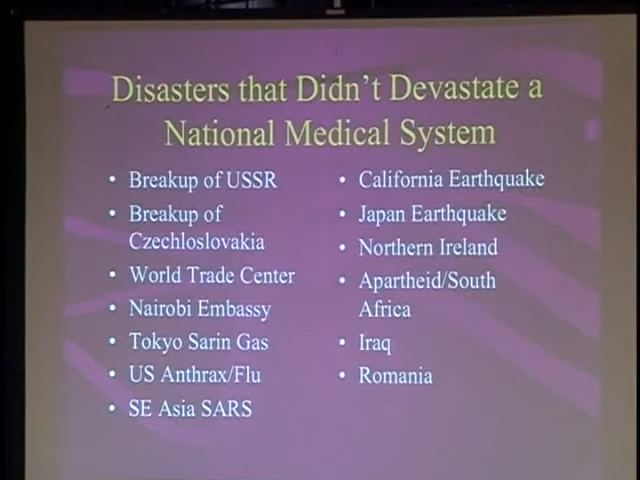 Disasters that Didn't Devastate a
National Medical System
• Breakup of USSR
• Breakup of
Czechloslovakia
• World Trade Center
• Nairobi Embassy
• Tokyo Sarin Gas
• US Anthrax/Flu
• SE Asia SARS
• California Earthquake
• Japan Earthquake
• Northern Ireland
• Apartheid/South
Africa
• Iraq
• Romania